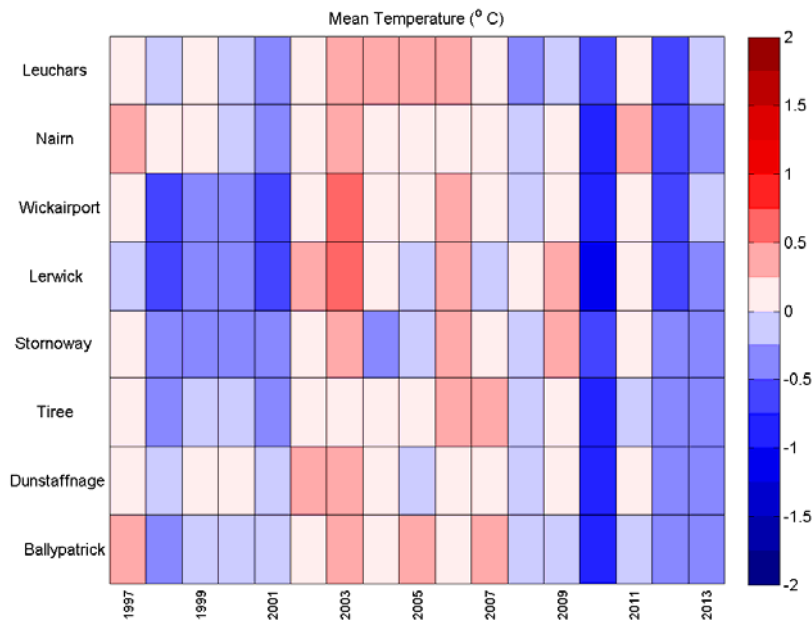 Mean Temperature (° C)
Leuchars
Nairn
Wickairport
Lerwick
Stornoway
Tiree
Dunstaffnage
Ballypatrick
1997
1999
2001
2003
2005
2007
2009
2011
2013
2
1.5
1
0.5
0
-0.5
-1
-1.5
-2